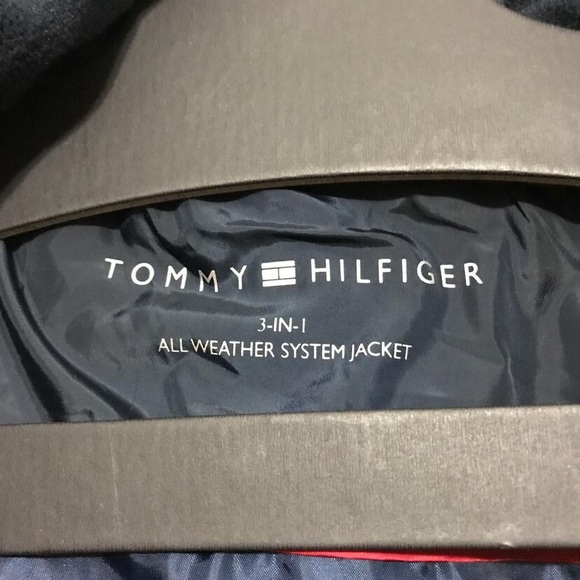 TOMMY HILFIGER
3-IN-1
ALL WEATHER SYSTEM JACKET